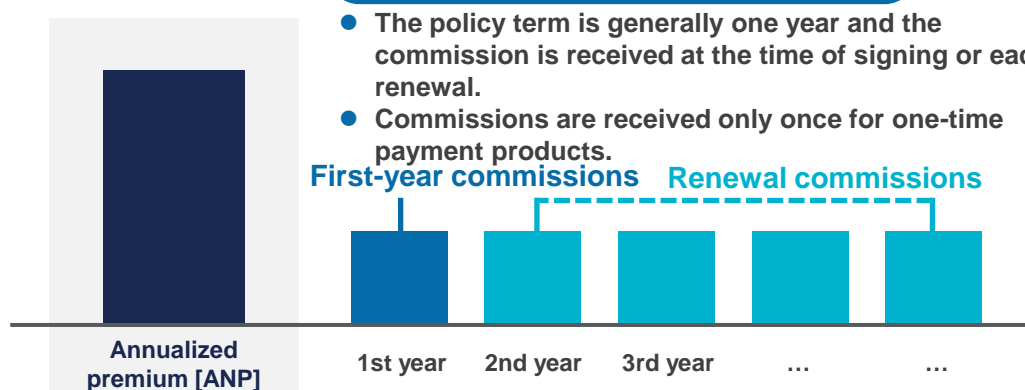 ● The policy term is generally one year and the
commission is received at the time of signing or
renewal.
● Commissions are received only once for one-time
payment products.
First-year commissions Renewal commissions
Annualized
premium [ANP]
1st year 2nd year 3rd year … …